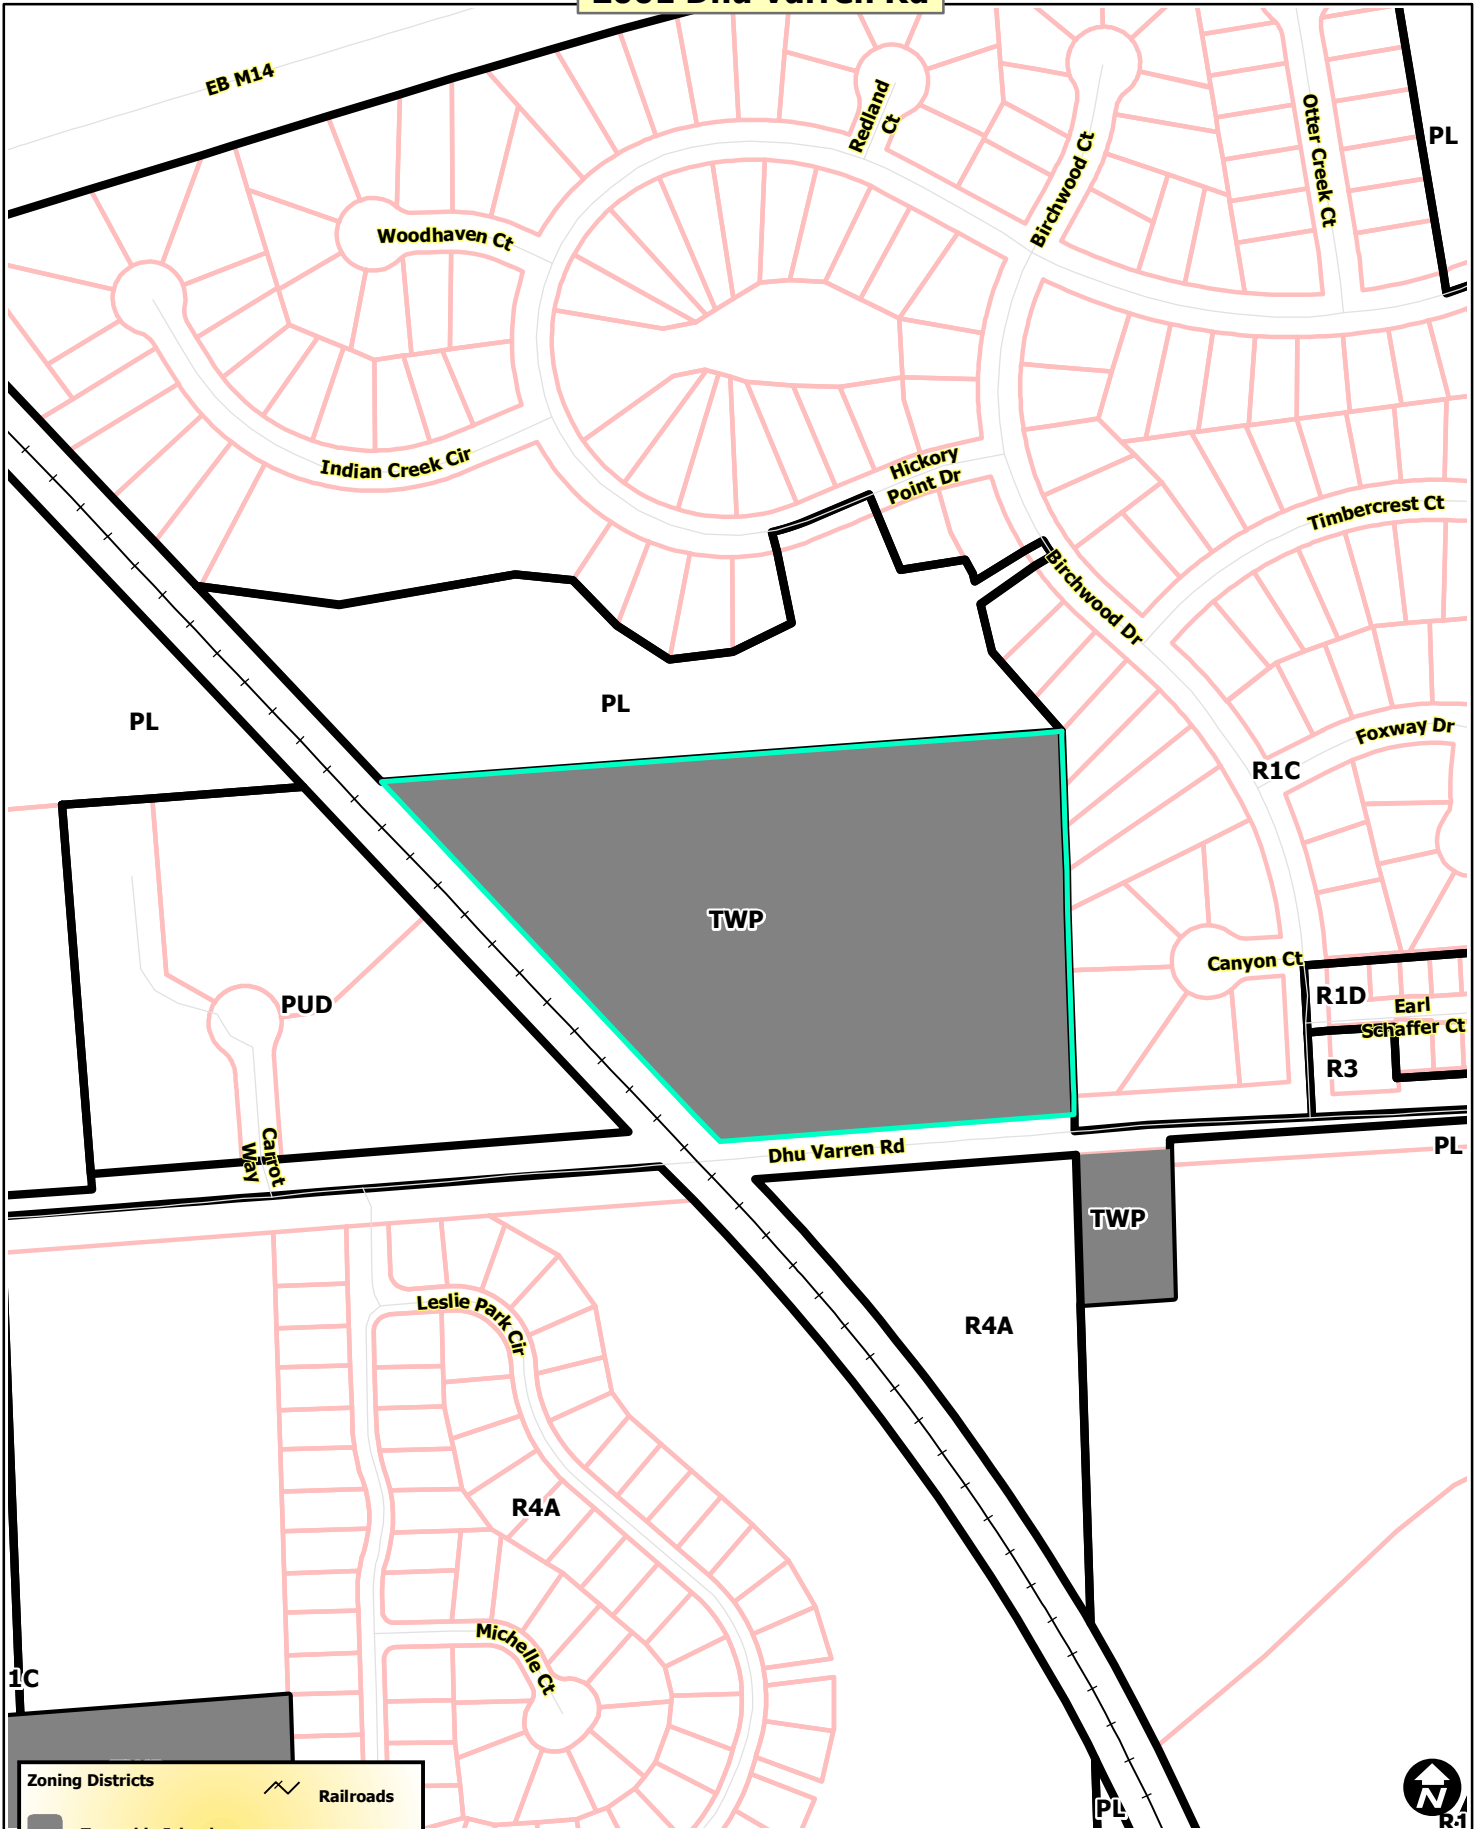 EB M14
Redland
Ct
Birchwood Ct
Otter Creek Ct
PL
Woodhaven Ct
Indian Creek Cir
Hickory
Point Dr
Timbercrest Ct
Birchwood Dr
PL
PL
Foxway Dr
R1C
TWP
Canyon Ct
PUD
R1D
Earl
Schaffer Ct
R3
Carrot
Way
Dhu Varren Rd
PL
TWP
Leslie Park Cir
R4A
R4A
Michelle Ct
1C
Zoning Districts
Railroads
PL
N
R1